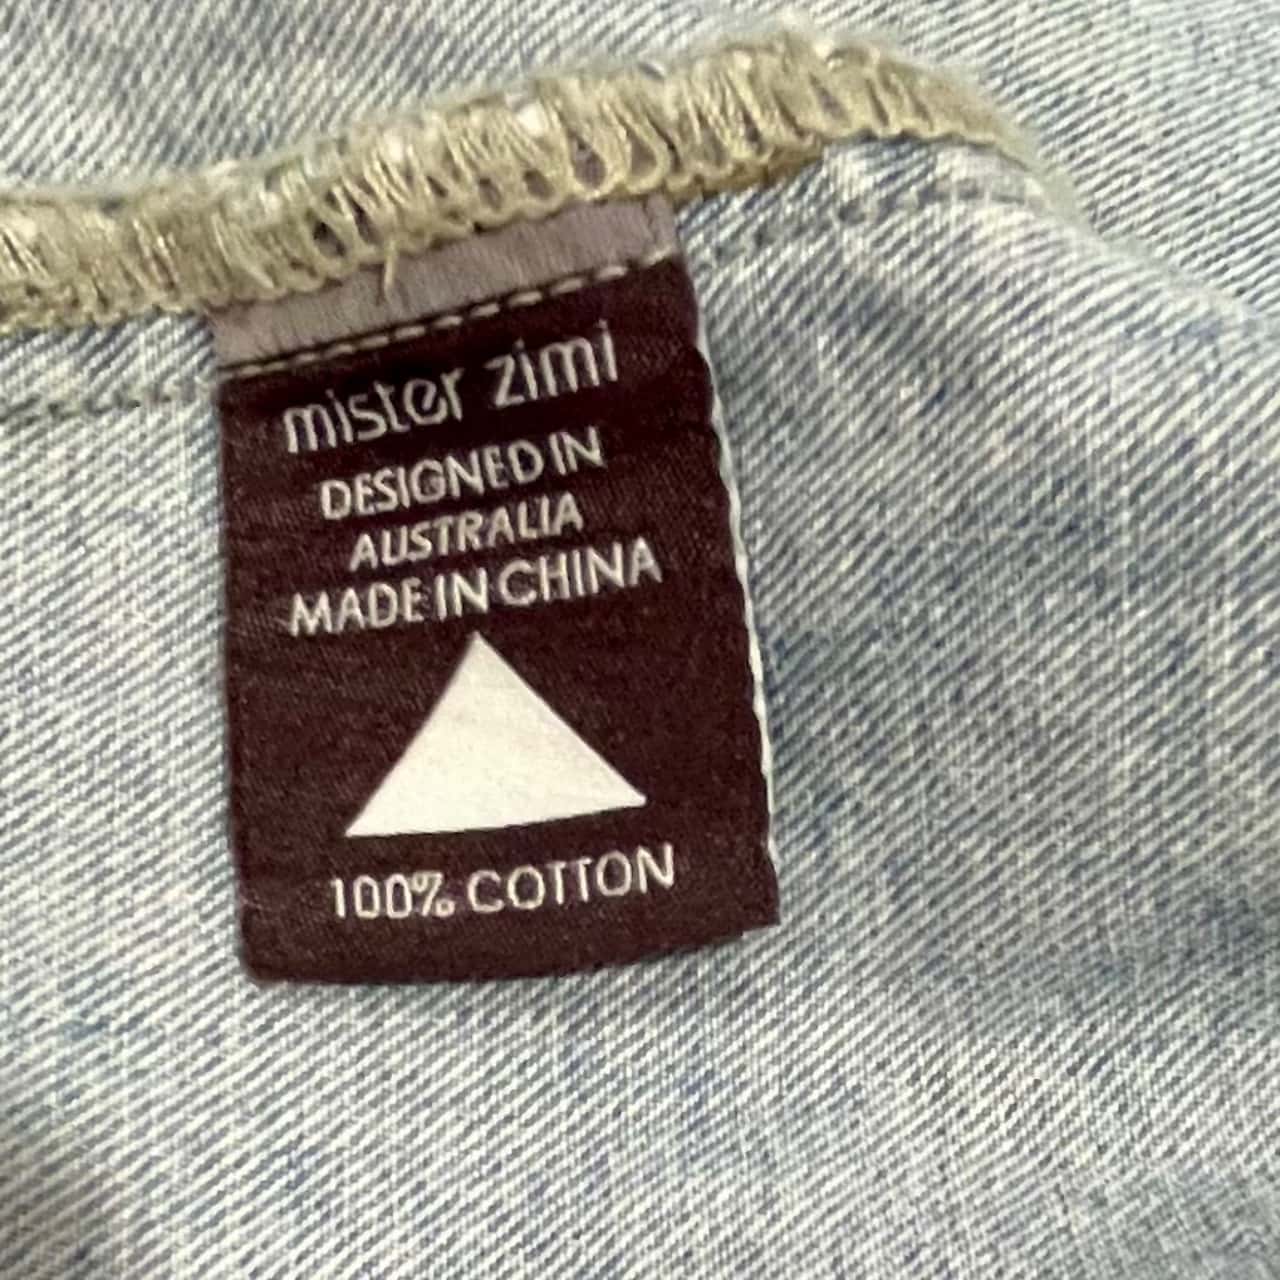 mister zimi
DESIGNED IN
AUSTRALIA
MADE IN CHINA
100% COTTON